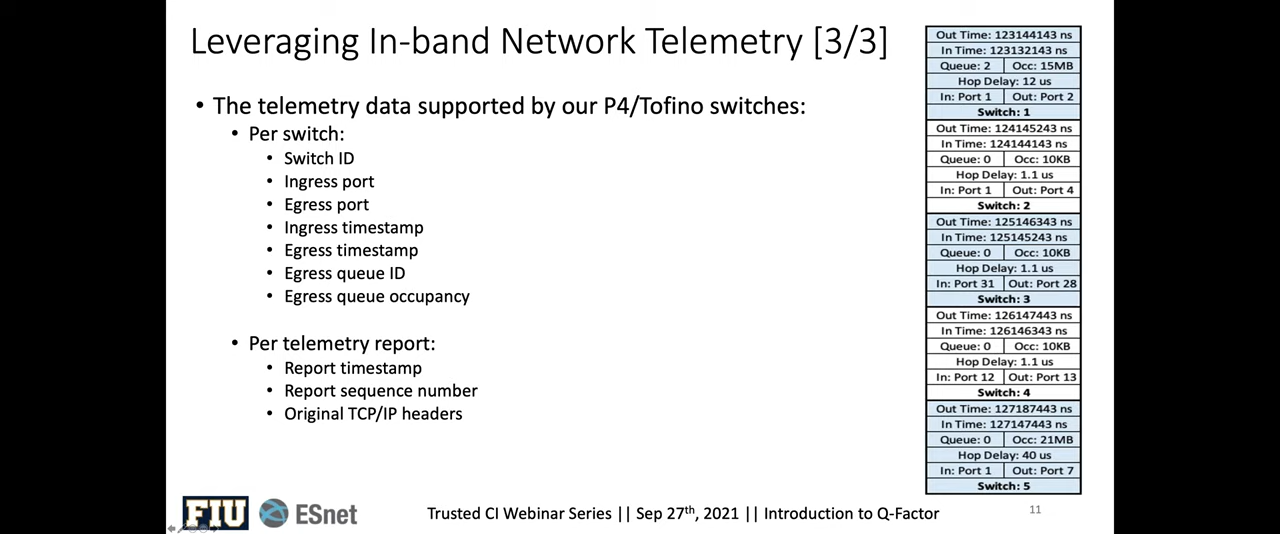 Leveraging In-band Network Telemetry [3/3]
• The telemetry data supported by our P4/Tofino switches:
• Per switch:
• Switch ID
• Ingress port
• Egress port
• Ingress timestamp
• Egress timestamp
• Egress queue ID
• Egress queue occupancy
• Per telemetry report:
• Report timestamp
• Report sequence number
• Original TCP/IP headers
Out Time: 123144143 ns
In Time: 123132143 ns
Queue: 2 Occ: 15MB
Hop Delay: 12 us
In: Port 1 Out: Port 2
Switch: 1
Out Time: 124145243 ns
In Time: 124144143 ns
Queue: 0 Occ: 10KB
Hop Delay: 1.1 us
In: Port 1 Out: Port 4
Switch: 2
Out Time: 125146343 ns
In Time: 125145243 ns
Queue: 0 Occ: 10KB
Hop Delay: 1.1 us
In: Port 31 Out: Port 28
Switch: 3
Out Time: 126147443 ns
In Time: 126146343 ns
Queue: 0 Occ: 10KB
Hop Delay: 1.1 us
In: Port 12 Out: Port 13
Switch: 4
Out Time: 127187443 ns
In Time: 127147443 ns
Queue: 0 Occ: 21MB
Hop Delay: 40 us
In: Port 1 Out: Port 7
Switch: 5
FIU ESnet
Trusted CI Webinar Series || Sep 27th, 2021 || Introduction to Q-Factor
11